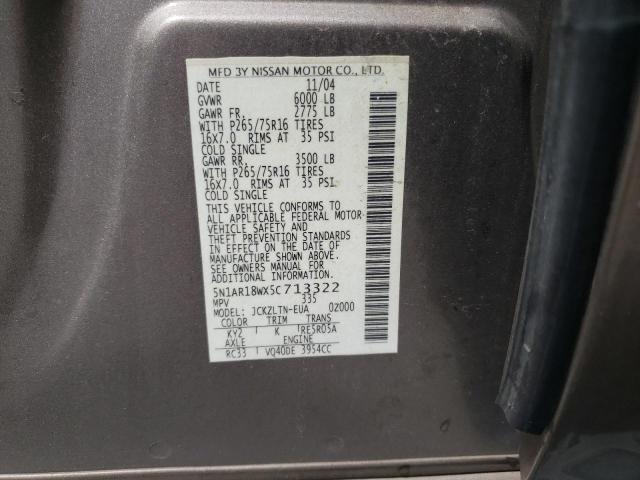 MFD BY NISSAN MOTOR CO., LTD.
DATE 11/04
GVWR 6000 LB
GAWR FR. 2775 LB
WITH P265/75R16 TIRES
16X7.0 RIMS AT 35 PSI
COLD SINGLE
GAWR RR. 3500 LB
WITH P265/75R16 TIRES
16X7.0 RIMS AT 35 PSI
COLD SINGLE
THIS VEHICLE CONFORMS TO
ALL APPLICABLE FEDERAL MOTOR
VEHICLE SAFETY AND
THEFT PREVENTION STANDARDS
IN EFFECT ON THE DATE OF
MANUFACTURE SHOWN ABOVE.
SEE OWNERS MANUAL FOR
ADDITIONAL INFORMATION.
5N1AR18WX5C713322
MPV 335
MODEL: JCKZLTN-EUA 02000
COLOR TRIM TRANS
KY2 K RE5R05A
AXLE ENGINE
RC33 VQ40DE 3954CC